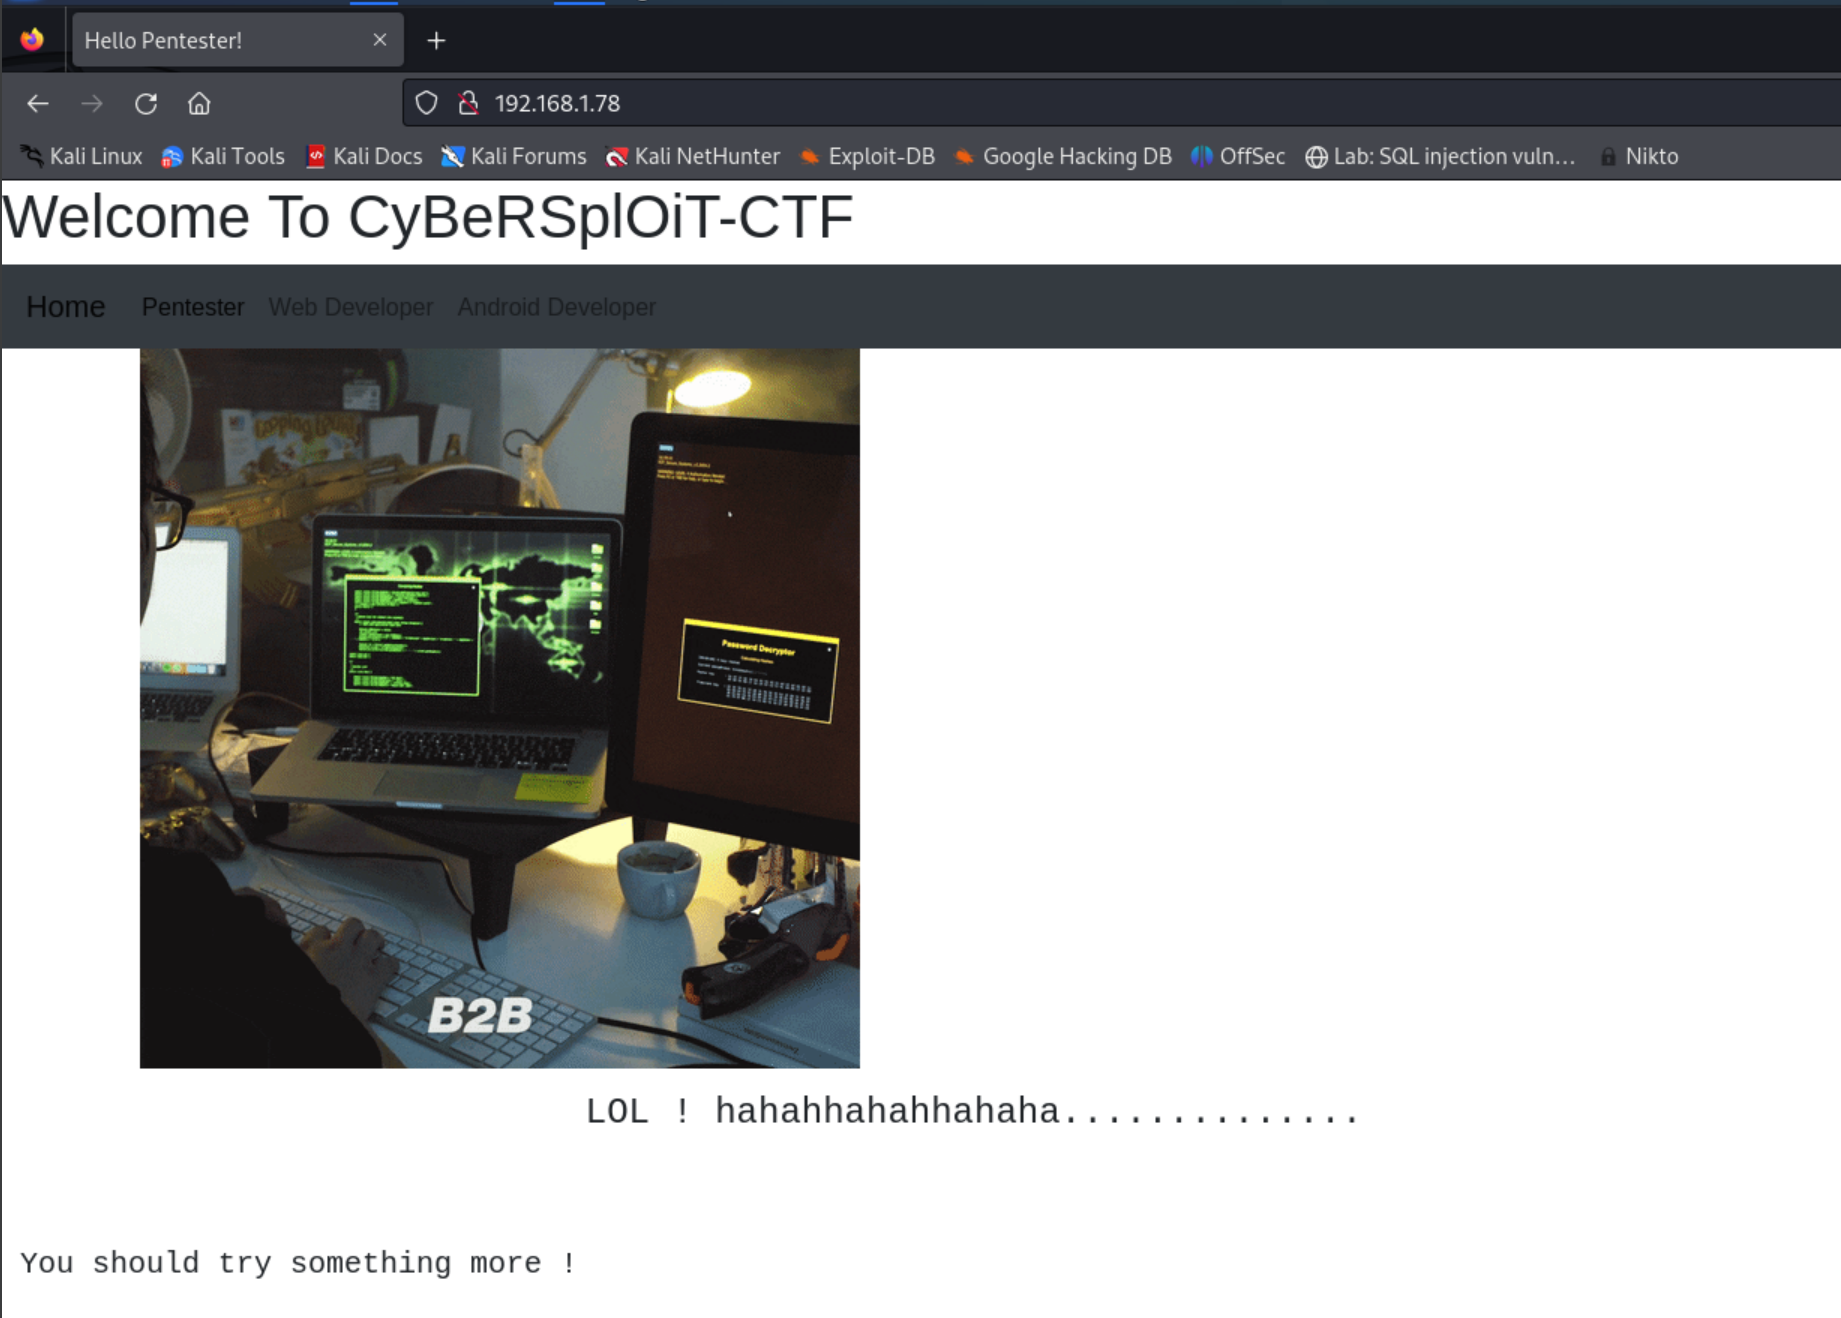 Hello Pentester!
192.168.1.78
Kali Linux Kali Tools Kali Docs Kali Forums Kali NetHunter Exploit-DB Google Hacking DB OffSec Lab: SQL injection vuln… Nikto
Welcome To CyBeRSplOiT-CTF
Home Pentester Web Developer Android Developer
Password Decryptor
B2B
LOL ! hahahhahahhahaha..............
You should try something more !